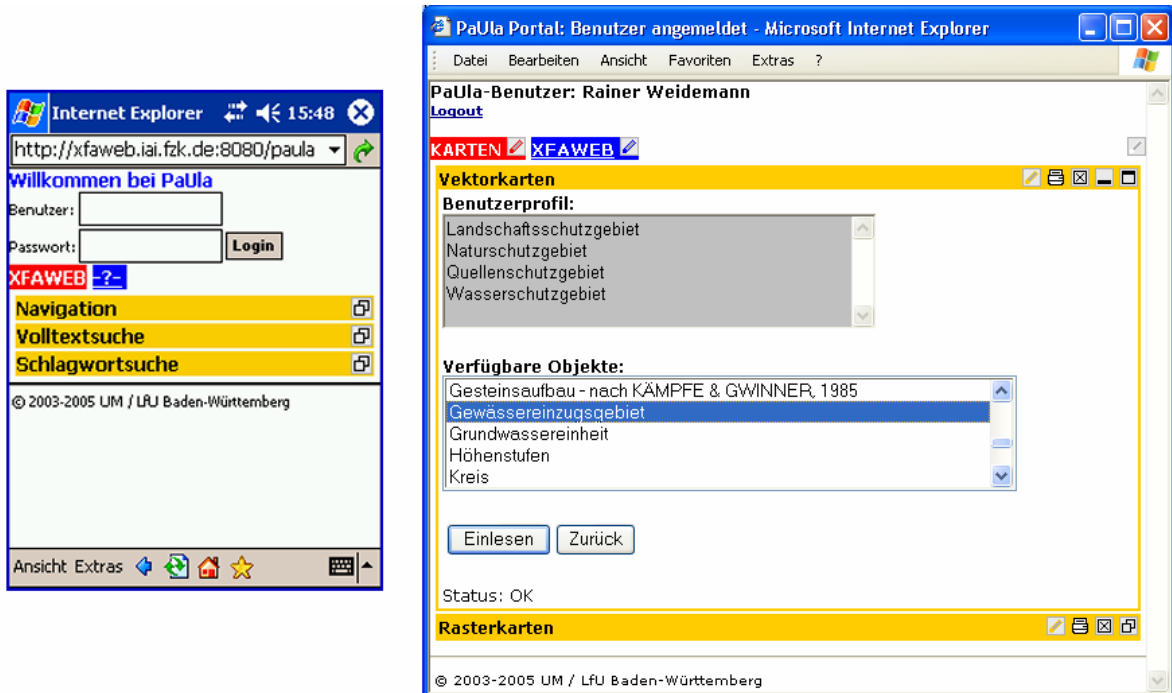 Internet Explorer 15:48
http://xfaweb.iai.fzk.de:8080/paula
Willkommen bei PaUla
Benutzer:
Passwort: Login
XFAWEB -?-
Navigation
Volltextsuche
Schlagwortsuche
© 2003-2005 UM / LfU Baden-Württemberg
Ansicht Extras
PaUla Portal: Benutzer angemeldet - Microsoft Internet Explorer
Datei Bearbeiten Ansicht Favoriten Extras ?
PaUla-Benutzer: Rainer Weidemann
Logout
KARTEN XFAWEB
Vektorkarten
Benutzerprofil:
Landschaftsschutzgebiet
Naturschutzgebiet
Quellenschutzgebiet
Wasserschutzgebiet
Verfügbare Objekte:
Gesteinsaufbau - nach KÄMPFE & GWINNER, 1985
Gewässereinzugsgebiet
Grundwassereinheit
Höhenstufen
Kreis
Einlesen Zurück
Status: OK
Rasterkarten
© 2003-2005 UM / LfU Baden-Württemberg